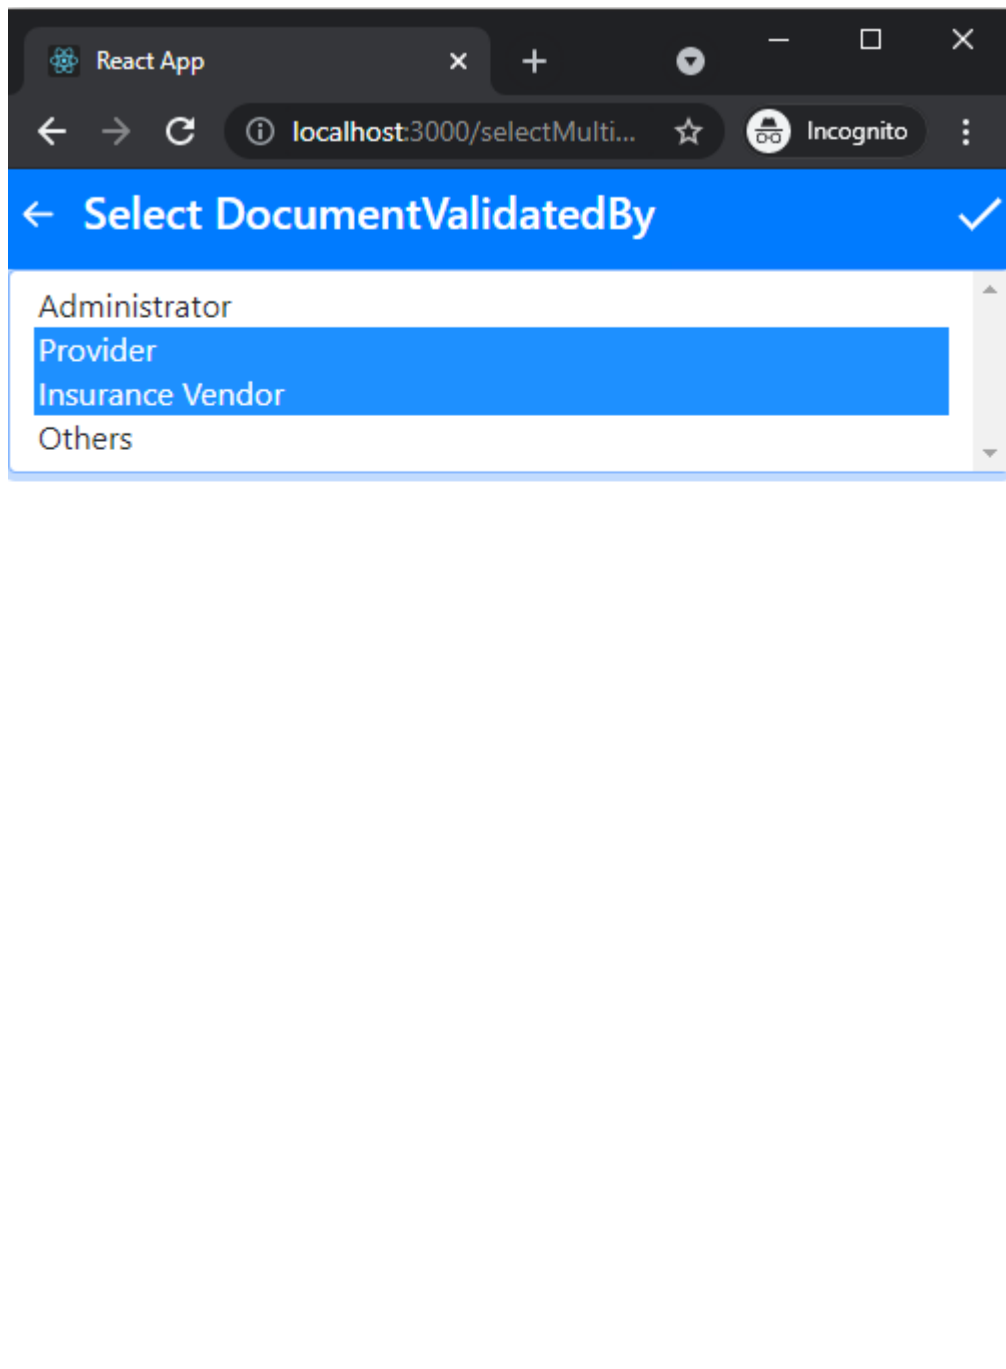 React App
localhost:3000/selectMulti...
Incognito
Select DocumentValidatedBy
Administrator
Provider
Insurance Vendor
Others